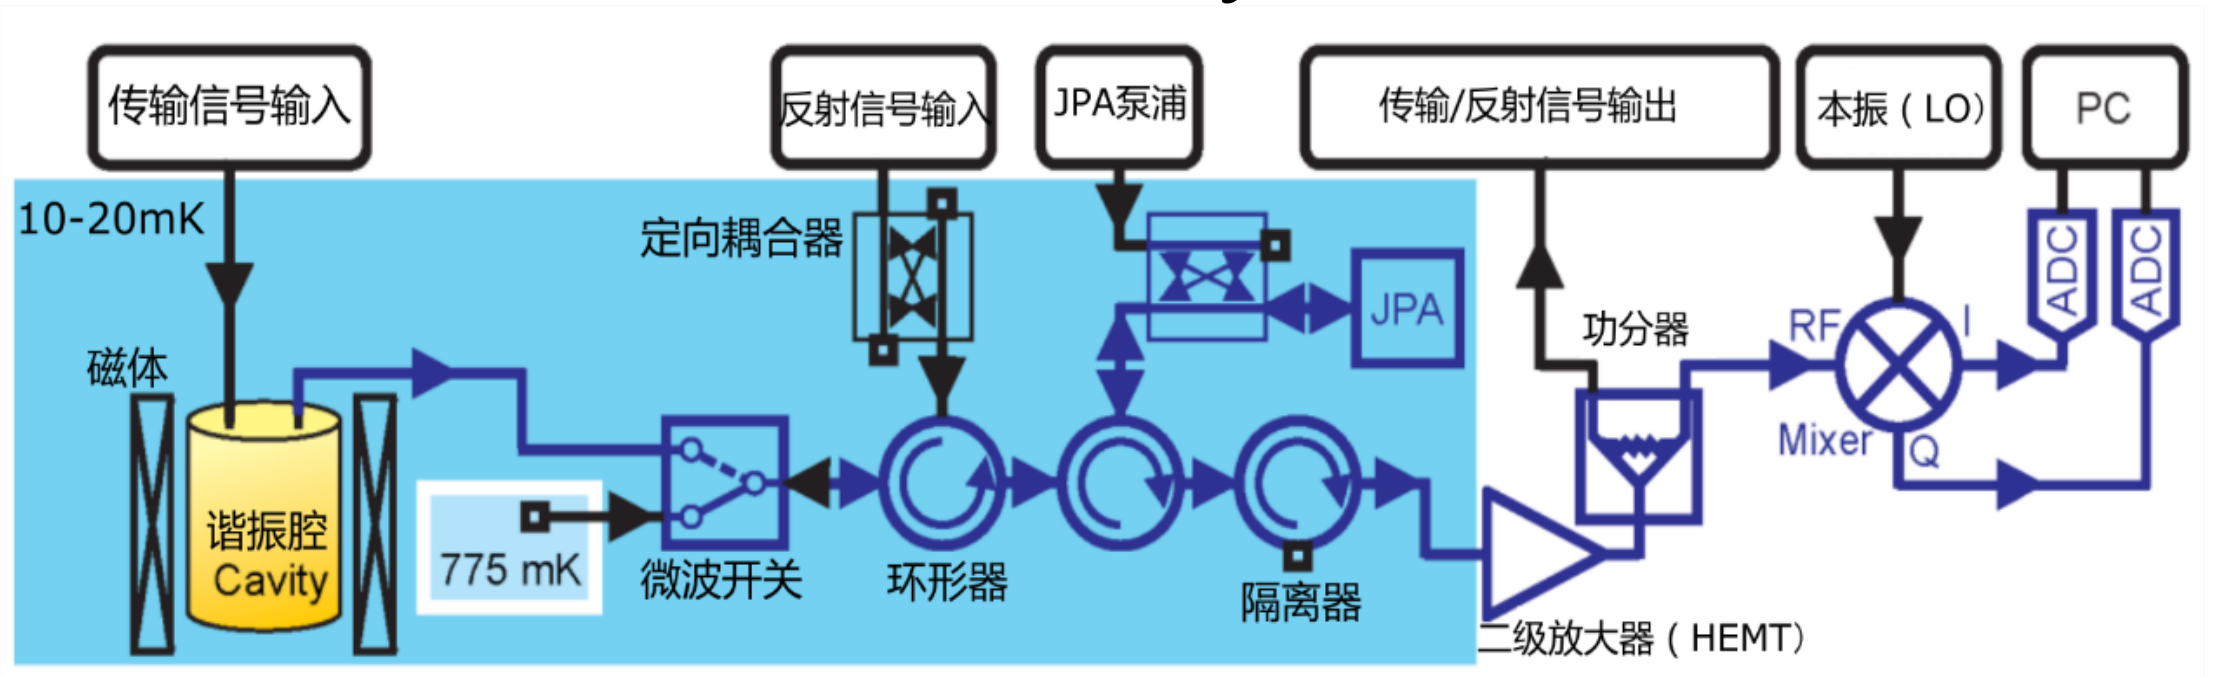 传输信号输入
反射信号输入
JPA泵浦
传输/反射信号输出
本振（LO）
PC
10-20mK
定向耦合器
ADC
ADC
JPA
功分器
RF
I
磁体
Mixer
Q
谐振腔
Cavity
775 mK
微波开关
环形器
隔离器
二级放大器（HEMT）